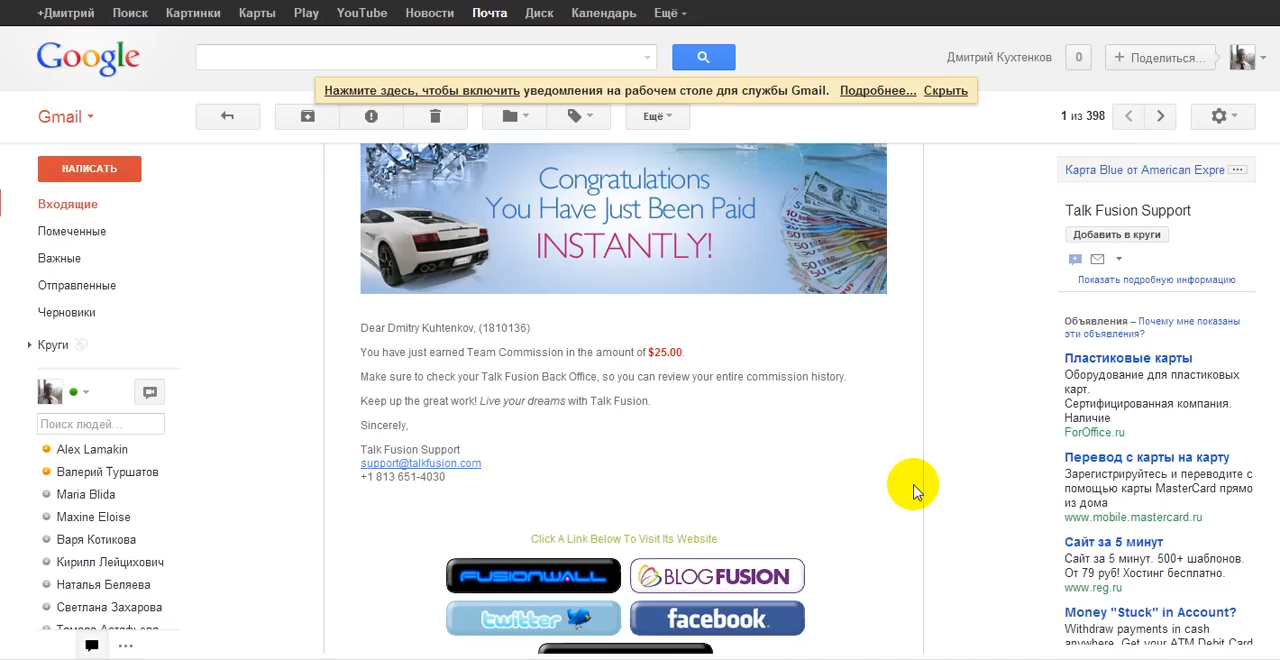 +Дмитрий Поиск Картинки Карты Play YouTube Новости Почта Диск Календарь Ещё
Google
Дмитрий Кухтенков 0 + Поделиться...
Нажмите здесь, чтобы включить уведомления на рабочем столе для службы Gmail. Подробнее... Скрыть
Gmail
Ещё
1 из 398
НАПИСАТЬ
Входящие
Помеченные
Важные
Отправленные
Черновики
Круги
Поиск людей...
Alex Lamakin
Валерий Туршатов
Maria Blida
Maxine Eloise
Варя Котикова
Кирилл Лейцихович
Наталья Беляева
Светлана Захарова
Congratulations
You Have Just Been Paid
INSTANTLY!
Dear Dmitry Kuhtenkov, (1810136)
You have just earned Team Commission in the amount of $25.00.
Make sure to check your Talk Fusion Back Office, so you can review your entire commission history.
Keep up the great work! Live your dreams with Talk Fusion.
Sincerely,
Talk Fusion Support
support@talkfusion.com
+1 813 651-4030
Click A Link Below To Visit Its Website
FUSIONWALL BLOGFUSION
twitter facebook
Карта Blue от American Expre
Talk Fusion Support
Добавить в круги
Показать подробную информацию
Объявления – Почему мне показаны
эти объявления?
Пластиковые карты
Оборудование для пластиковых
карт.
Сертифицированная компания.
Наличие
ForOffice.ru
Перевод с карты на карту
Зарегистрируйтесь и переводите с
помощью карты MasterCard прямо
из дома
www.mobile.mastercard.ru
Сайт за 5 минут
Сайт за 5 минут. 500+ шаблонов.
От 79 руб! Хостинг бесплатно.
www.reg.ru
Money "Stuck" in Account?
Withdraw payments in cash
anywhere. Get your ATM Debit Card